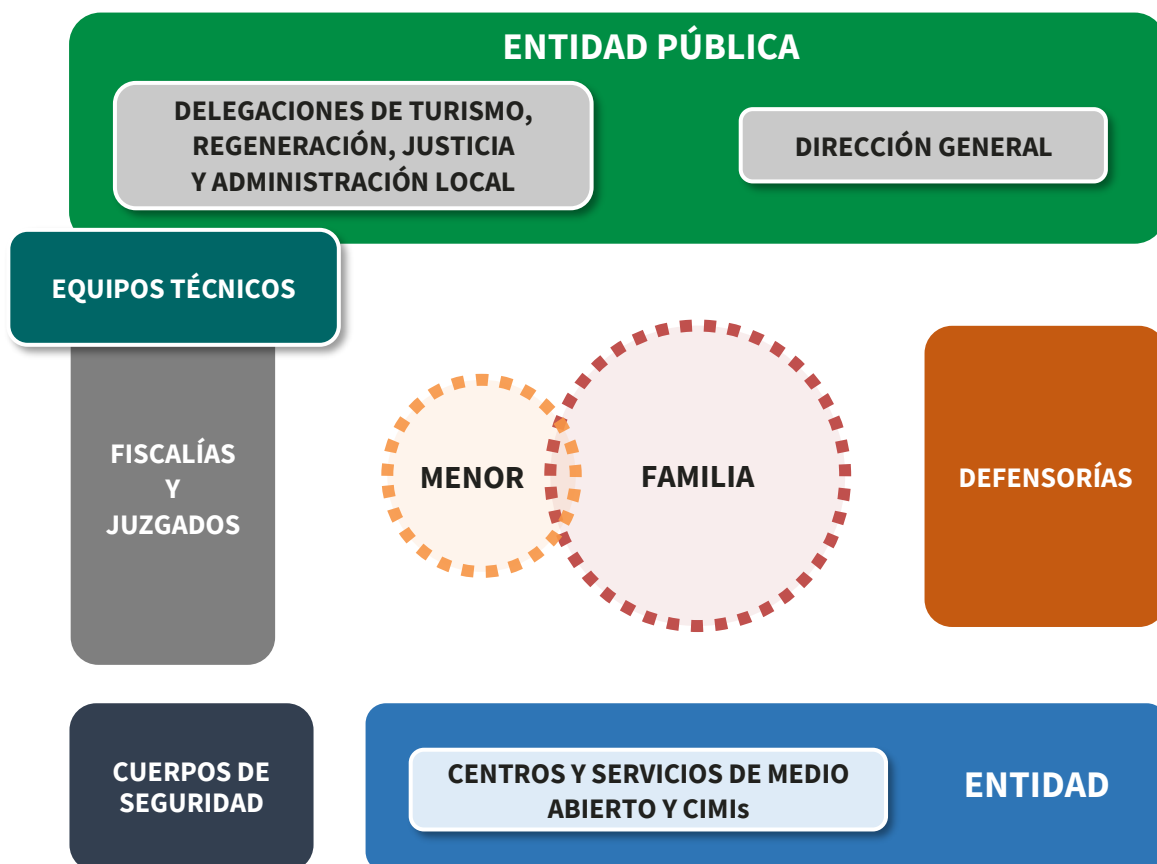 ENTIDAD PÚBLICA
DELEGACIONES DE TURISMO,
REGENERACIÓN, JUSTICIA
Y ADMINISTRACIÓN LOCAL
DIRECCIÓN GENERAL
EQUIPOS TÉCNICOS
FISCALÍAS
Y
JUZGADOS
MENOR
FAMILIA
DEFENSORÍAS
CUERPOS DE
SEGURIDAD
CENTROS Y SERVICIOS DE MEDIO
ABIERTO Y CIMIs
ENTIDAD